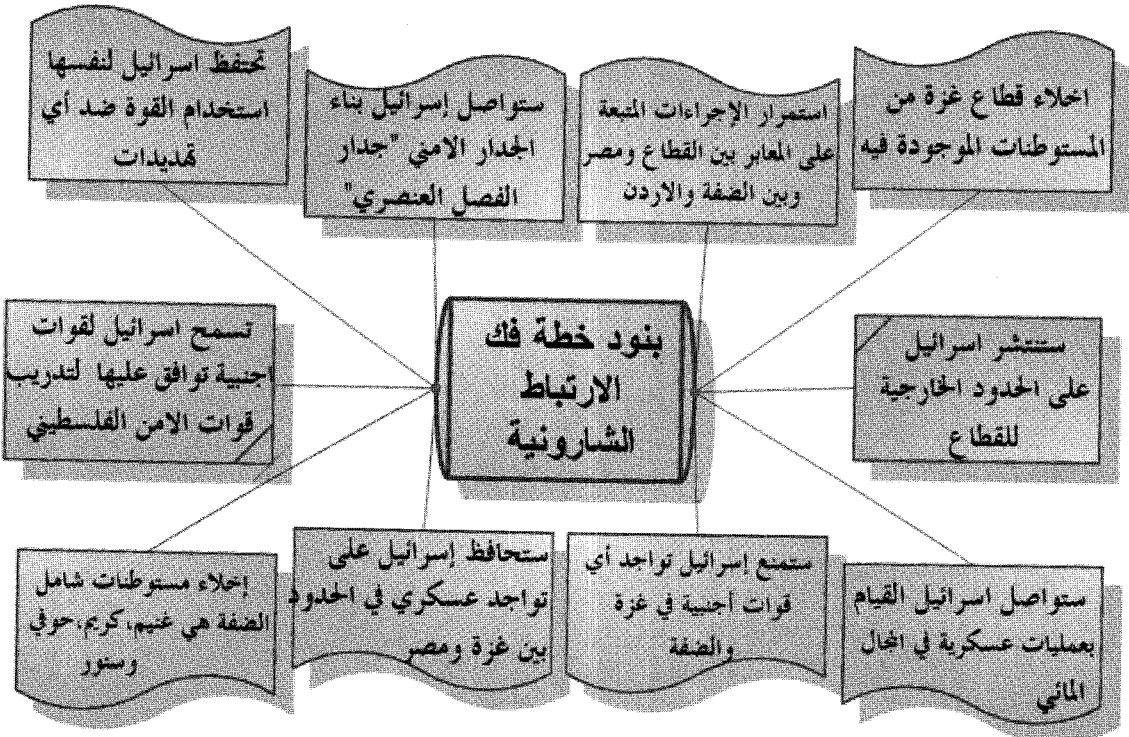 اخلاء قطاع غزة من
المستوطنات الموجودة فيه
استمرار الإجراءات المتبعة
على المعابر بين القطاع ومصر
وبين الضفة والاردن
ستواصل إسرائيل بناء
الجدار الامني "جدار
الفصل العنصري"
تحتفظ اسرائيل لنفسها
استخدام القوة ضد أي
تهديدات
بنود خطة فك
الارتباط
الشارونية
ستنتشر اسرائيل
على الحدود الخارجية
للقطاع
تسمح اسرائيل لقوات
اجنبية توافق عليها لتدريب
قوات الامن الفلسطيني
ستواصل اسرائيل القيام
بعمليات عسكرية في المجال
المائي
ستمنع إسرائيل تواجد أي
قوات أجنبية في غزة
والضفة
ستحافظ إسرائيل على
تواجد عسكري في الحدود
بين غزة ومصر
إخلاء مستوطنات شامل
الضفة هي غنيم،كريم،حوفي
وسنور